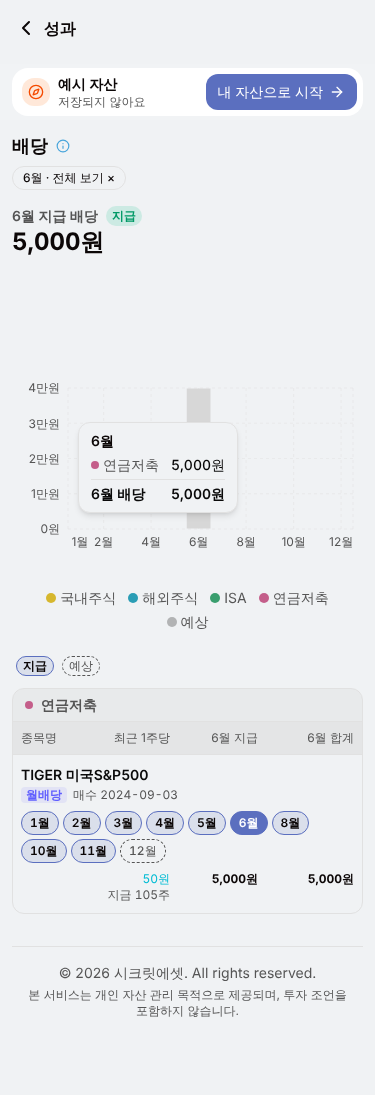 성과
예시 자산
저장되지 않아요
내 자산으로 시작 →
배당
6월 · 전체 보기 ×
6월 지급 배당 지급
5,000원
4만원
3만원
2만원
1만원
0원
6월
연금저축 5,000원
6월 배당 5,000원
1월 2월 4월 6월 8월 10월 12월
국내주식 해외주식 ISA 연금저축
예상
지급 예상
연금저축
종목명 최근 1주당 6월 지급 6월 합계
TIGER 미국S&P500
월배당 매수 2024-09-03
1월 2월 3월 4월 5월 6월 8월
10월 11월 12월
50원 5,000원 5,000원
지금 105주
© 2026 시크릿에셋. All rights reserved.
본 서비스는 개인 자산 관리 목적으로 제공되며, 투자 조언을
포함하지 않습니다.